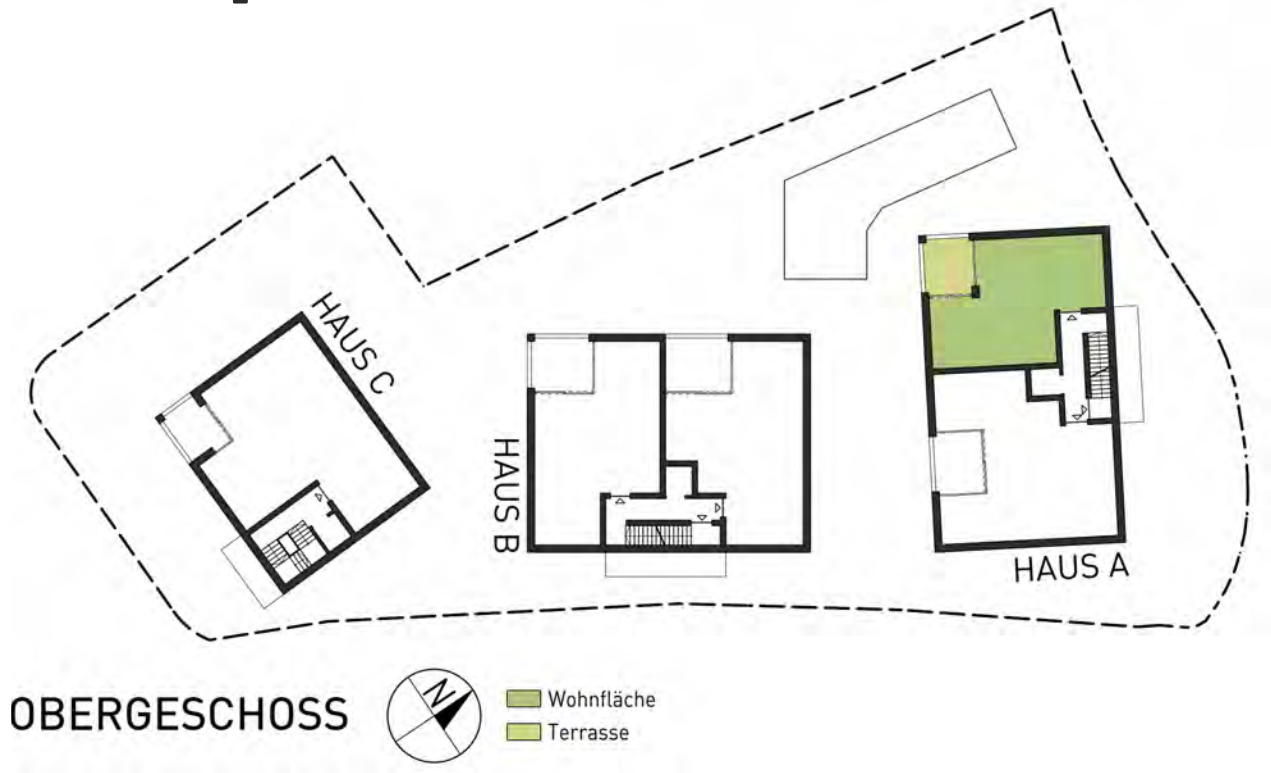 HAUS C
HAUS B
HAUS A
OBERGESCHOSS
N
Wohnfläche
Terrasse